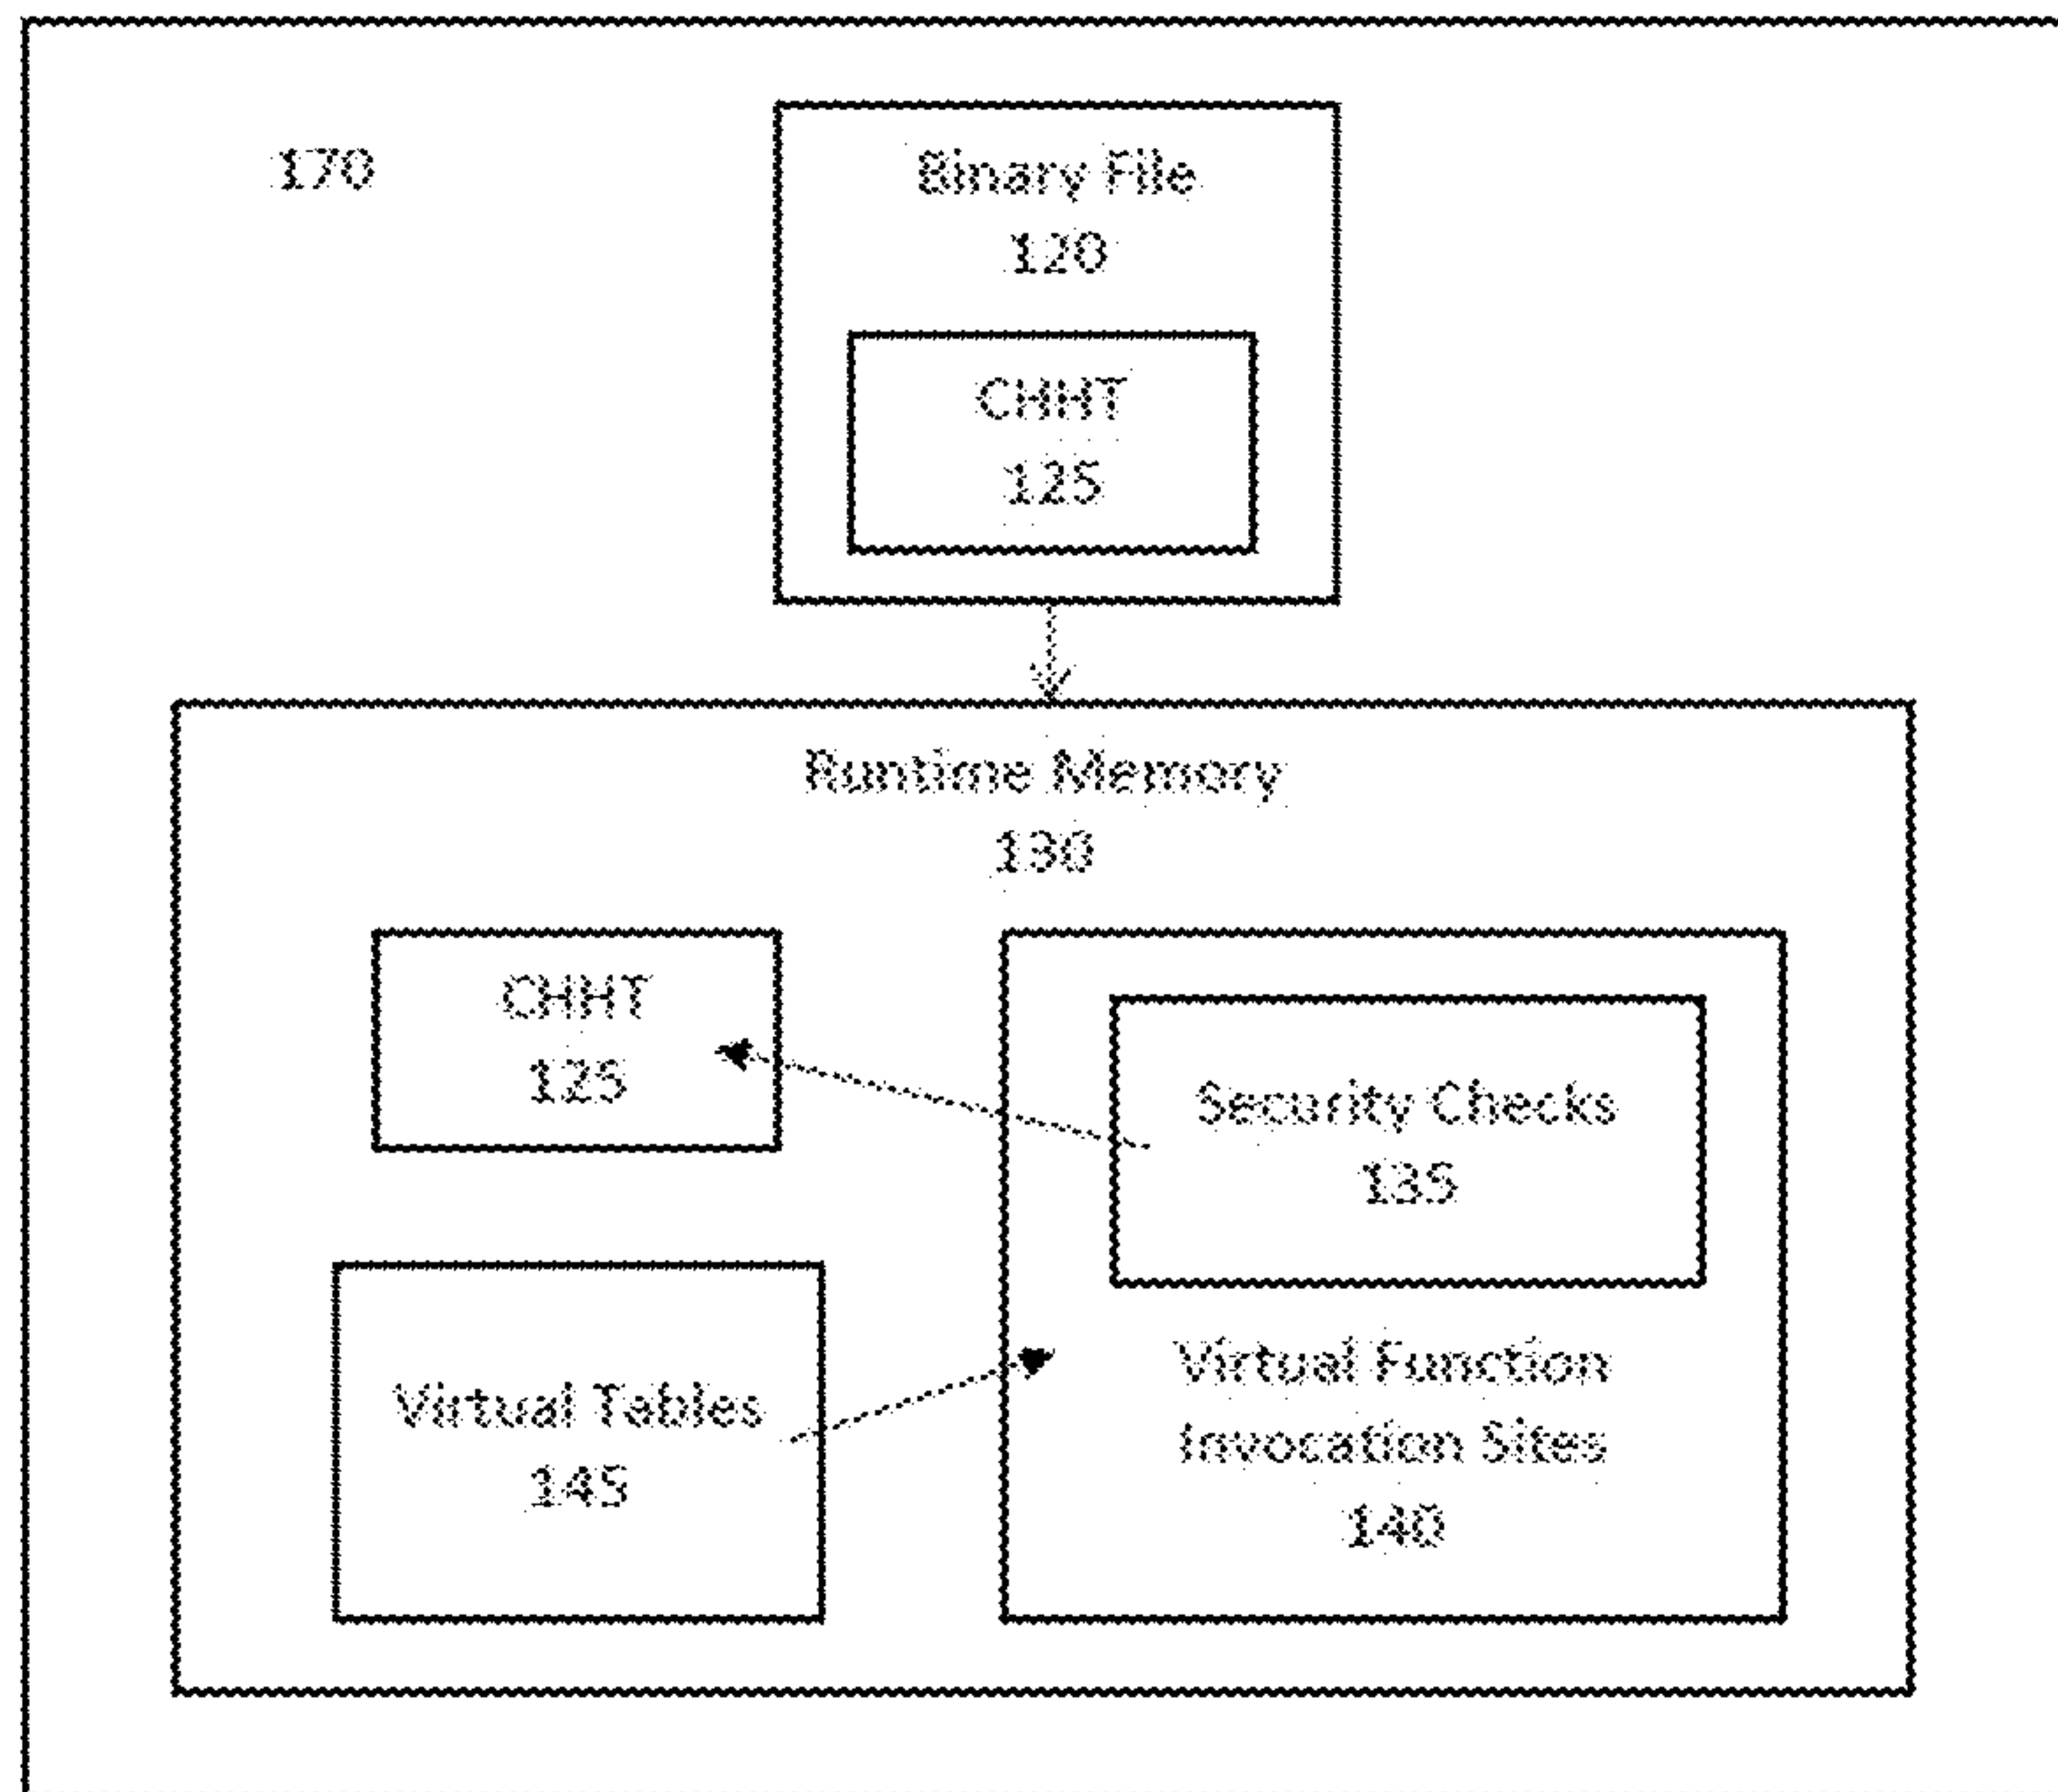 170
Binary File
120
CHHT
125
Runtime Memory
130
CHHT
125
Security Checks
135
Virtual Tables
145
Virtual Function
Invocation Sites
140